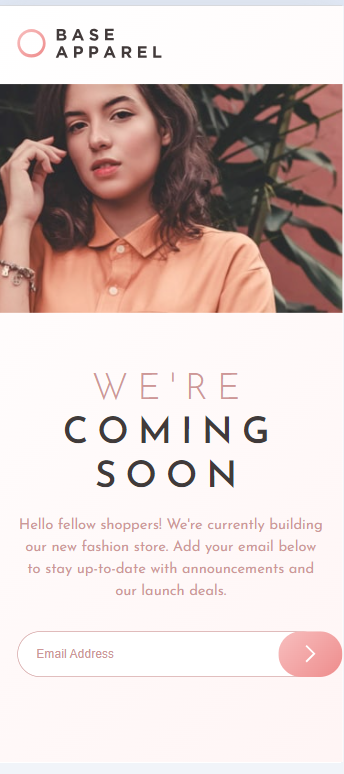 BASE
APPAREL
WE'RE
COMING
SOON
Hello fellow shoppers! We're currently building
our new fashion store. Add your email below
to stay up-to-date with announcements and
our launch deals.
Email Address